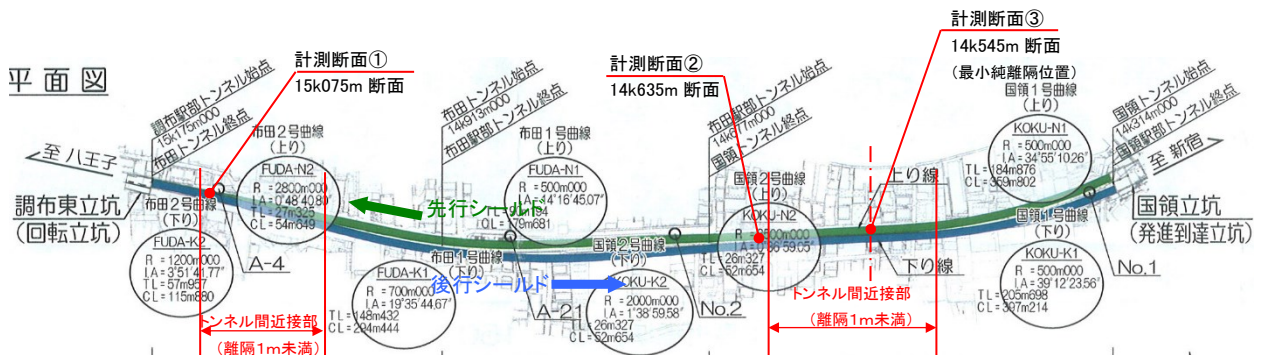 平面図
計測断面①
15k075m 断面
計測断面②
14k635m 断面
計測断面③
14k545m 断面
(最小純離隔位置)
至 八王子
調布駅部トンネル始点
15k175m000
布田トンネル終点
布田2号曲線
(上り)
FUDA-N2
R = 2800m000
I.A = 0°48′40.80″
TL = 27m325
CL = 54m649
布田トンネル始点
14k913m000
布田駅部トンネル終点
布田1号曲線
(上り)
FUDA-N1
R = 500m000
I.A = 14°16′45.07″
布田駅部トンネル始点
国領トンネル終点
国領2号曲線
(上り)
KOKU-N2
国領1号曲線
(上り)
KOKU-N1
R = 500m000
I.A = 34°55′10.26″
TL = 184m876
CL = 359m802
国領トンネル始点
14k314m000
国領駅部トンネル終点
至 新宿
調布東立坑
(回転立坑)
布田2号曲線
(下り)
FUDA-K2
R = 1200m000
I.A = 3°51′41.77″
TL = 57m957
CL = 115m880
A-4
先行シールド
布田1号曲線
(下り)
FUDA-K1
R = 700m000
I.A = 19°35′44.67″
TL = 148m432
CL = 294m444
後行シールド
A-21
国領2号曲線
(下り)
KOKU-K2
R = 2000m000
I.A = 1°38′59.58″
TL = 26m327
CL = 52m654
TL = 26m327
CL = 52m654
No.2
上り線
下り線
国領1号曲線
(下り)
KOKU-K1
R = 500m000
I.A = 39°12′23.56″
TL = 205m698
CL = 397m214
No.1
国領立坑
(発進到達立坑)
トンネル間近接部
(離隔1m未満)
トンネル間近接部
(離隔1m未満)